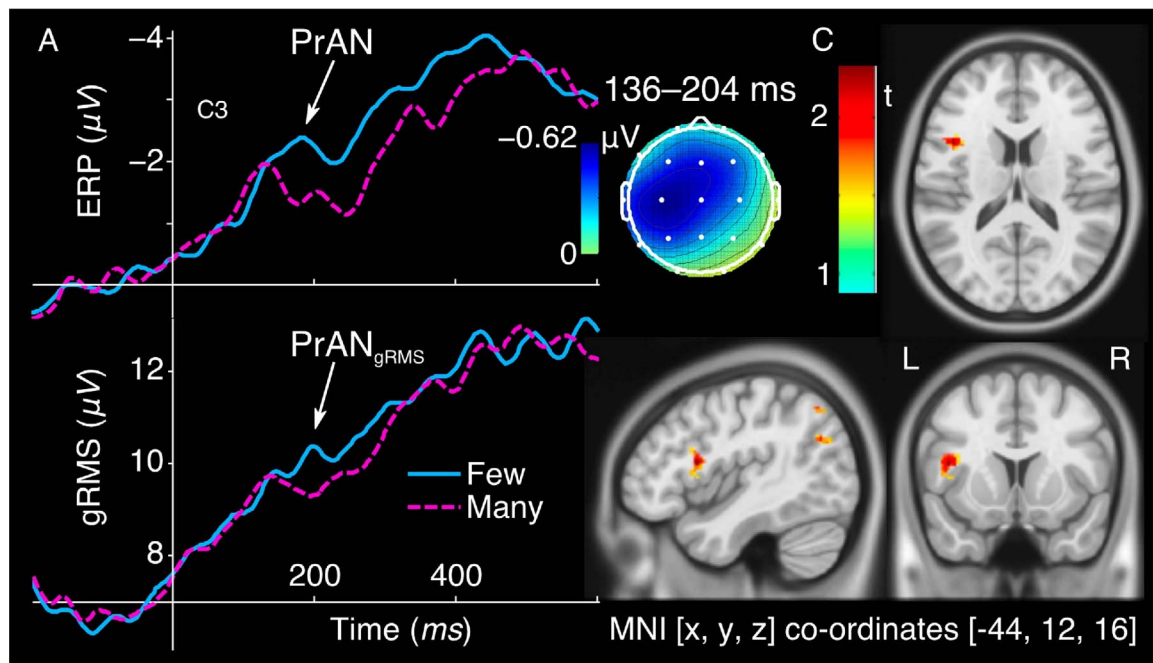 A
PrAN
C3
ERP (µV)
−4
−2
136–204 ms
−0.62 µV
0
C
2
t
1
PrANgRMS
gRMS (µV)
12
10
8
Few
Many
200 400
Time (ms)
L R
MNI [x, y, z] co-ordinates [-44, 12, 16]